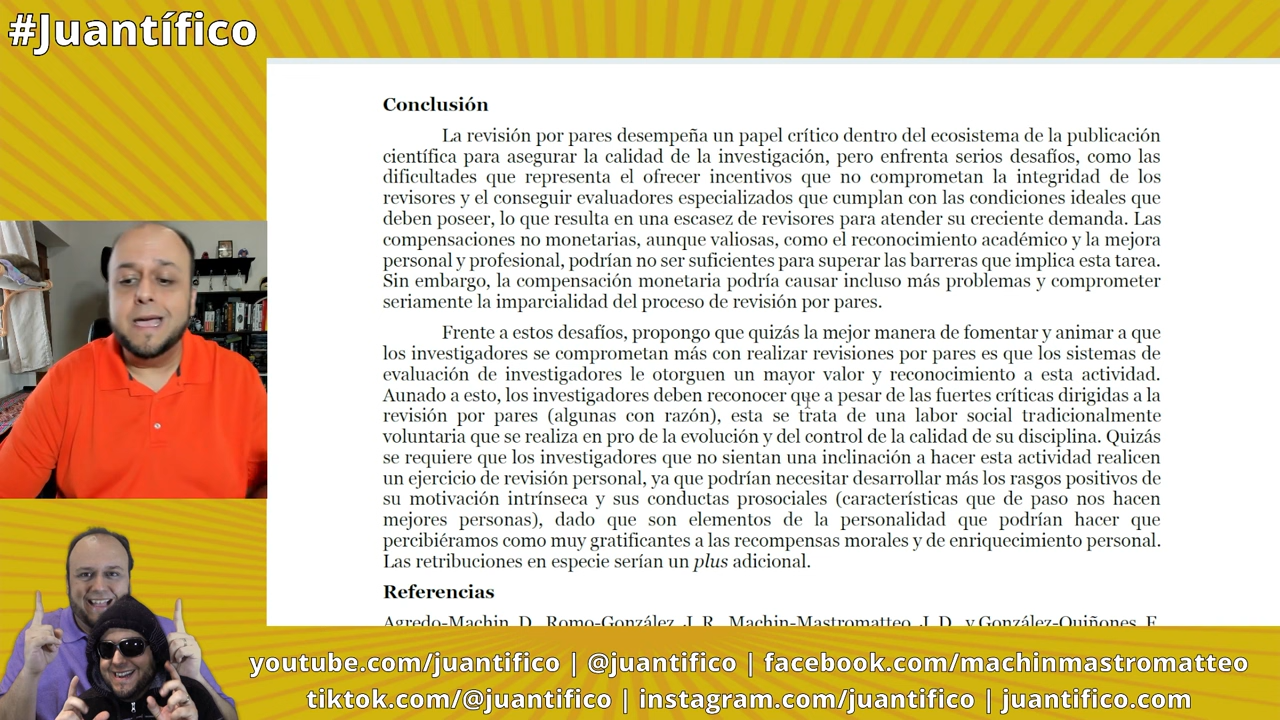 #Juantífico
Conclusión
La revisión por pares desempeña un papel crítico dentro del ecosistema de la publicación
científica para asegurar la calidad de la investigación, pero enfrenta serios desafíos, como las
dificultades que representa el ofrecer incentivos que no comprometan la integridad de los
revisores y el conseguir evaluadores especializados que cumplan con las condiciones ideales que
deben poseer, lo que resulta en una escasez de revisores para atender su creciente demanda. Las
compensaciones no monetarias, aunque valiosas, como el reconocimiento académico y la mejora
personal y profesional, podrían no ser suficientes para superar las barreras que implica esta tarea.
Sin embargo, la compensación monetaria podría causar incluso más problemas y comprometer
seriamente la imparcialidad del proceso de revisión por pares.
Frente a estos desafíos, propongo que quizás la mejor manera de fomentar y animar a que
los investigadores se comprometan más con realizar revisiones por pares es que los sistemas de
evaluación de investigadores le otorguen un mayor valor y reconocimiento a esta actividad.
Aunado a esto, los investigadores deben reconocer que a pesar de las fuertes críticas dirigidas a la
revisión por pares (algunas con razón), esta se trata de una labor social tradicionalmente
voluntaria que se realiza en pro de la evolución y del control de la calidad de su disciplina. Quizás
se requiere que los investigadores que no sientan una inclinación a hacer esta actividad realicen
un ejercicio de revisión personal, ya que podrían necesitar desarrollar más los rasgos positivos de
su motivación intrínseca y sus conductas prosociales (características que de paso nos hacen
mejores personas), dado que son elementos de la personalidad que podrían hacer que
percibiéramos como muy gratificantes a las recompensas morales y de enriquecimiento personal.
Las retribuciones en especie serían un plus adicional.
Referencias
Agredo-Machin, D., Romo-González, J. R., Machin-Mastromatteo, J. D., y González-Quiñones, F.
youtube.com/juantifico | @juantifico | facebook.com/machinmastromatteo
tiktok.com/@juantifico | instagram.com/juantifico | juantifico.com